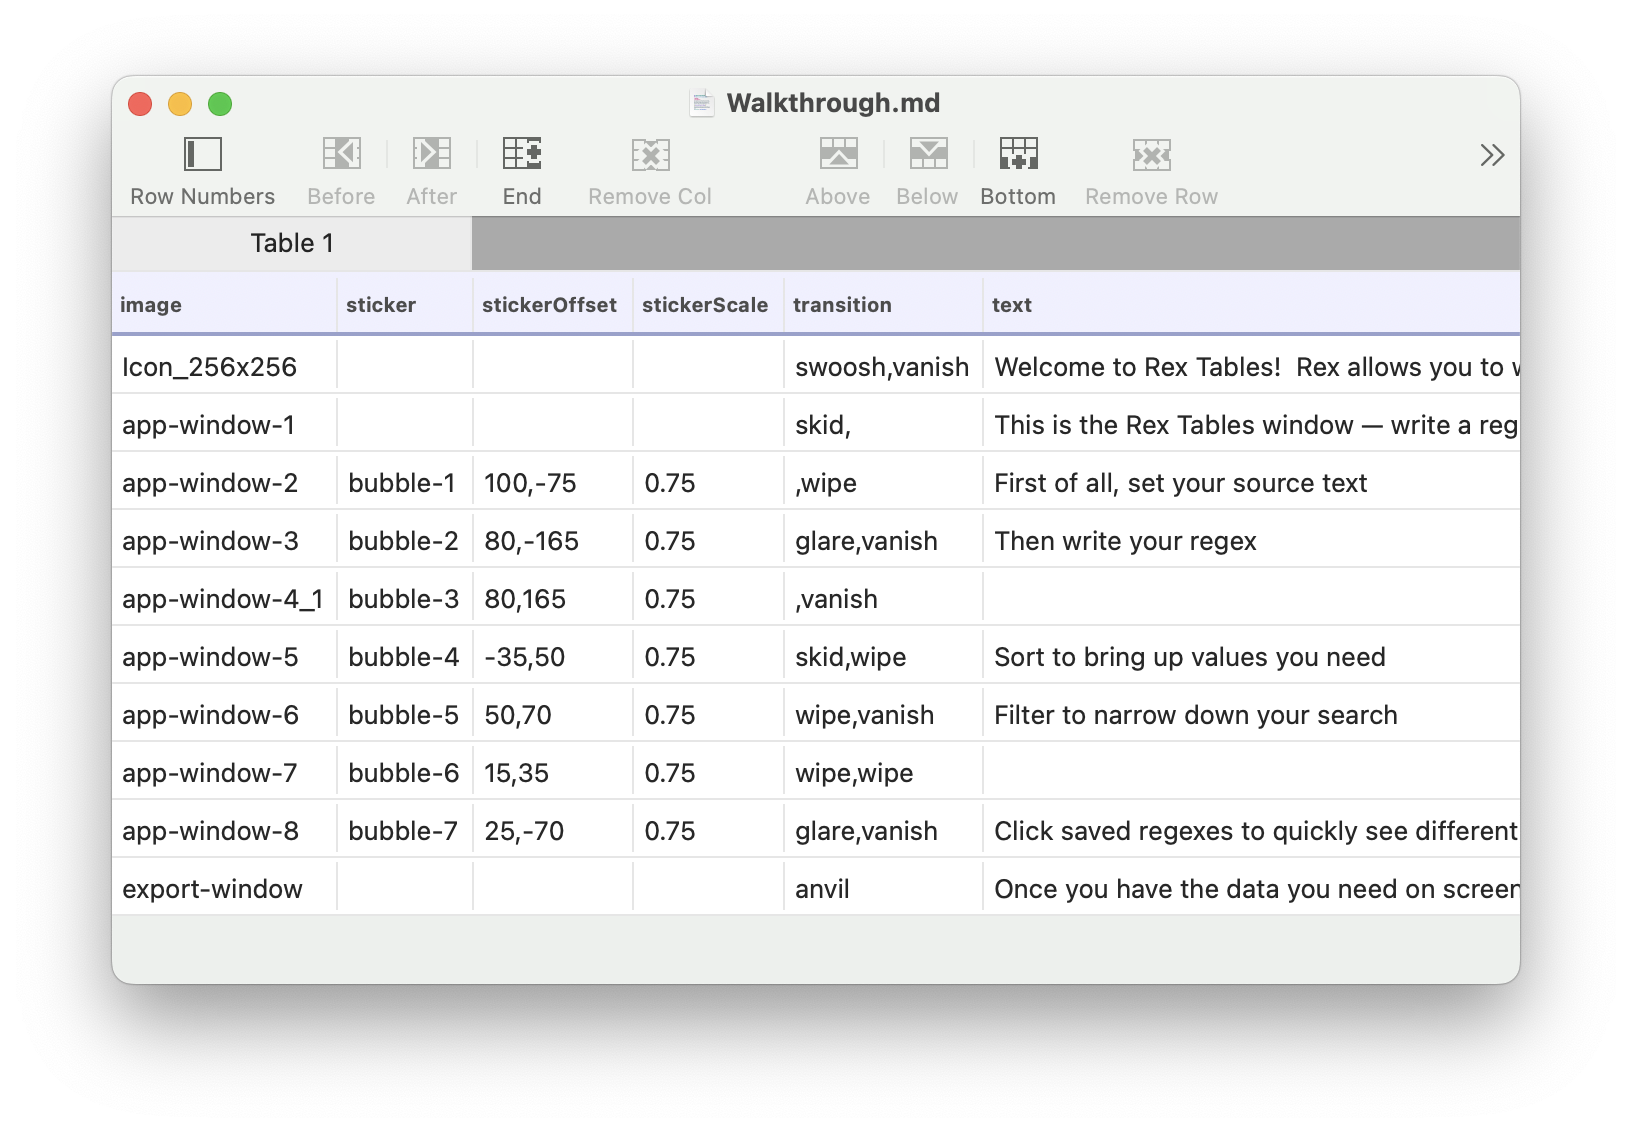 Walkthrough.md
Row Numbers Before After End Remove Col Above Below Bottom Remove Row
Table 1
image sticker stickerOffset stickerScale transition text
Icon_256x256 swoosh,vanish Welcome to Rex Tables!  Rex allows you to
app-window-1 skid, This is the Rex Tables window — write a reg
app-window-2 bubble-1 100,-75 0.75 ,wipe First of all, set your source text
app-window-3 bubble-2 80,-165 0.75 glare,vanish Then write your regex
app-window-4_1 bubble-3 80,165 0.75 ,vanish
app-window-5 bubble-4 -35,50 0.75 skid,wipe Sort to bring up values you need
app-window-6 bubble-5 50,70 0.75 wipe,vanish Filter to narrow down your search
app-window-7 bubble-6 15,35 0.75 wipe,wipe
app-window-8 bubble-7 25,-70 0.75 glare,vanish Click saved regexes to quickly see different
export-window anvil Once you have the data you need on screen